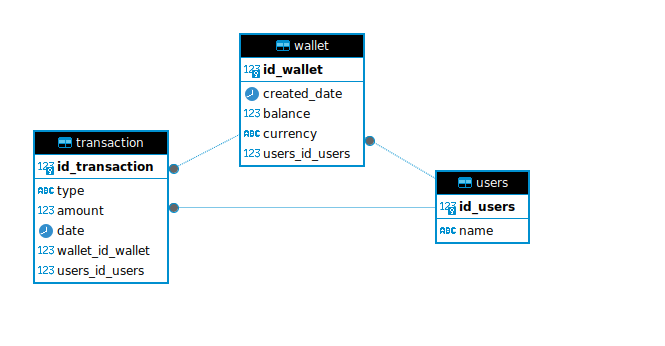 wallet
123 id_wallet
created_date
123 balance
ABC currency
123 users_id_users
transaction
123 id_transaction
ABC type
123 amount
date
123 wallet_id_wallet
123 users_id_users
users
123 id_users
ABC name